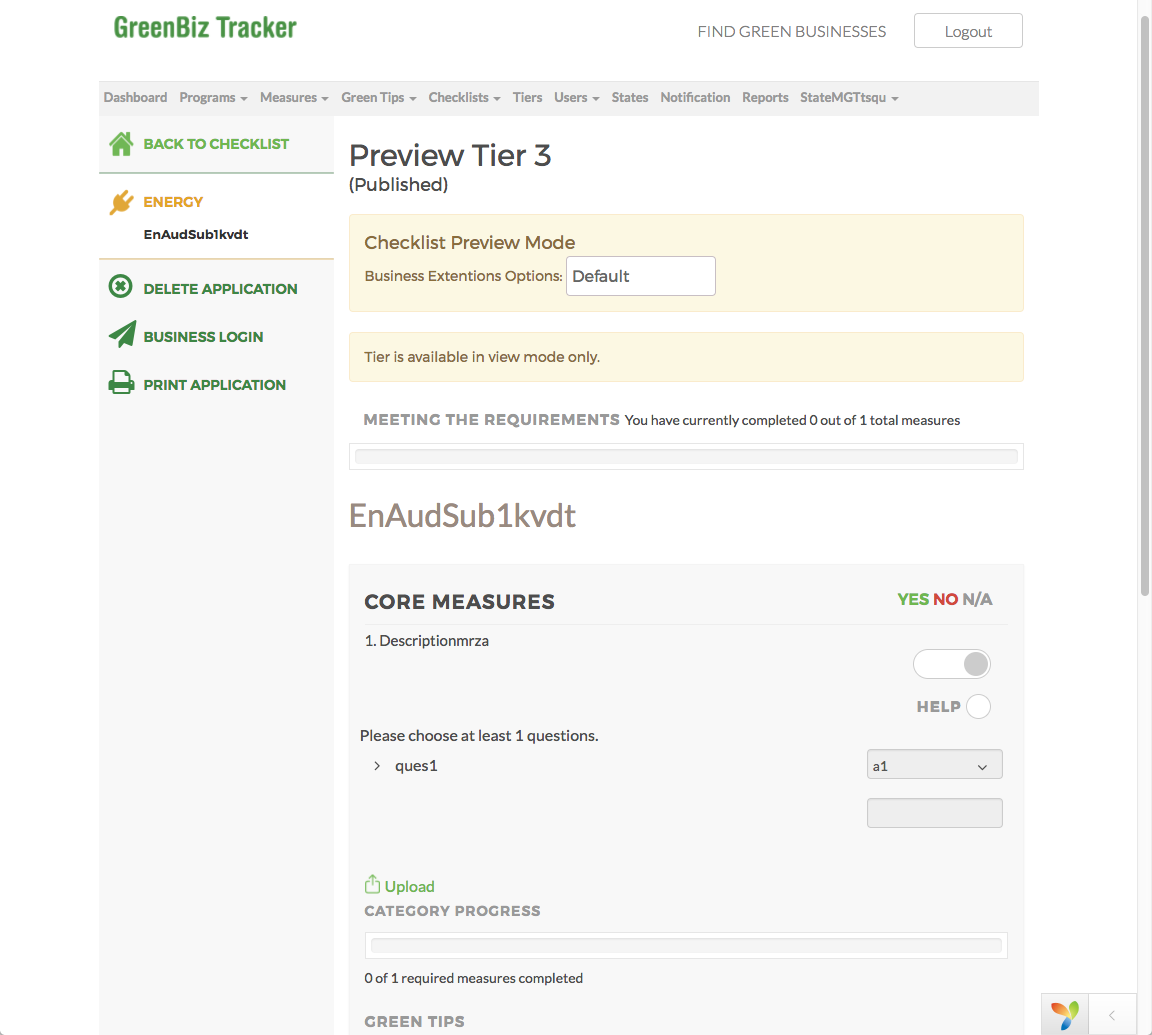 GreenBiz Tracker
FIND GREEN BUSINESSES
Logout
Dashboard Programs Measures Green Tips Checklists Tiers Users States Notification Reports StateMGTtsqu
BACK TO CHECKLIST
ENERGY
EnAudSub1kvdt
DELETE APPLICATION
BUSINESS LOGIN
PRINT APPLICATION
Preview Tier 3
(Published)
Checklist Preview Mode
Business Extentions Options: Default
Tier is available in view mode only.
MEETING THE REQUIREMENTS You have currently completed 0 out of 1 total measures
EnAudSub1kvdt
CORE MEASURES YES NO N/A
1. Descriptionmrza
HELP
Please choose at least 1 questions.
ques1 a1
Upload
CATEGORY PROGRESS
0 of 1 required measures completed
GREEN TIPS